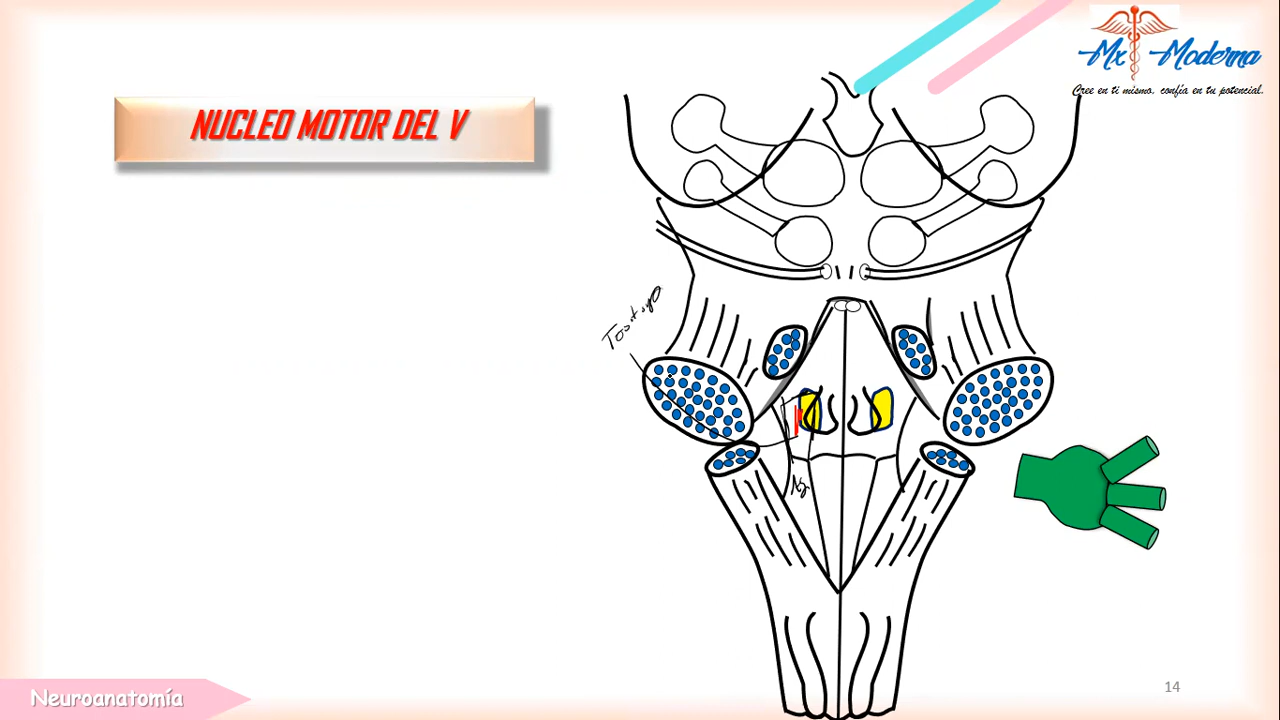 Mx Moderna
Cree en ti mismo, confía en tu potencial.
NUCLEO MOTOR DEL V
Neuroanatomía
14